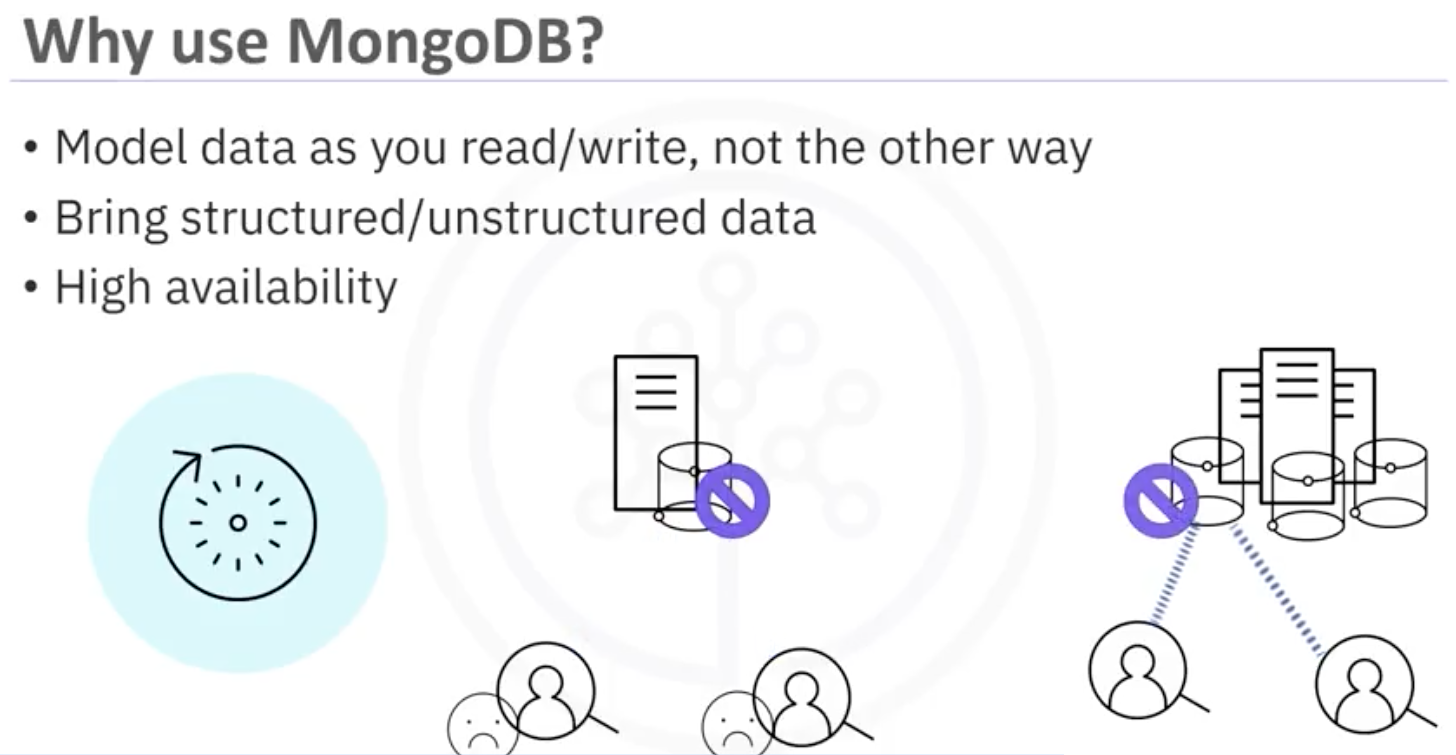 Why use MongoDB?
• Model data as you read/write, not the other way
• Bring structured/unstructured data
• High availability